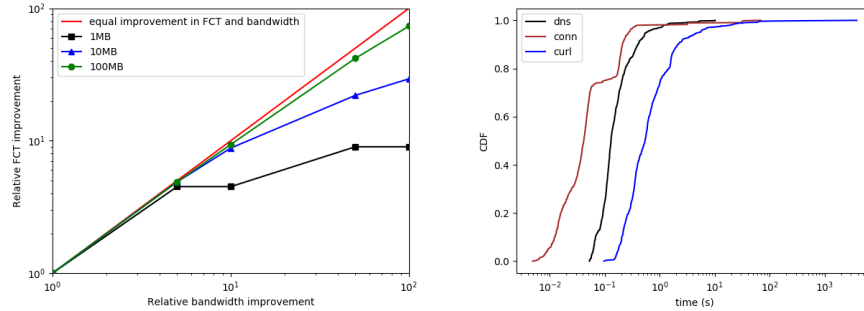 equal improvement in FCT and bandwidth
1MB
10MB
100MB
10²
10¹
10⁰
Relative FCT improvement
10⁰
10¹
10²
Relative bandwidth improvement
dns
conn
curl
1.0
0.8
0.6
0.4
0.2
0.0
CDF
10⁻²
10⁻¹
10⁰
10¹
10²
10³
time (s)